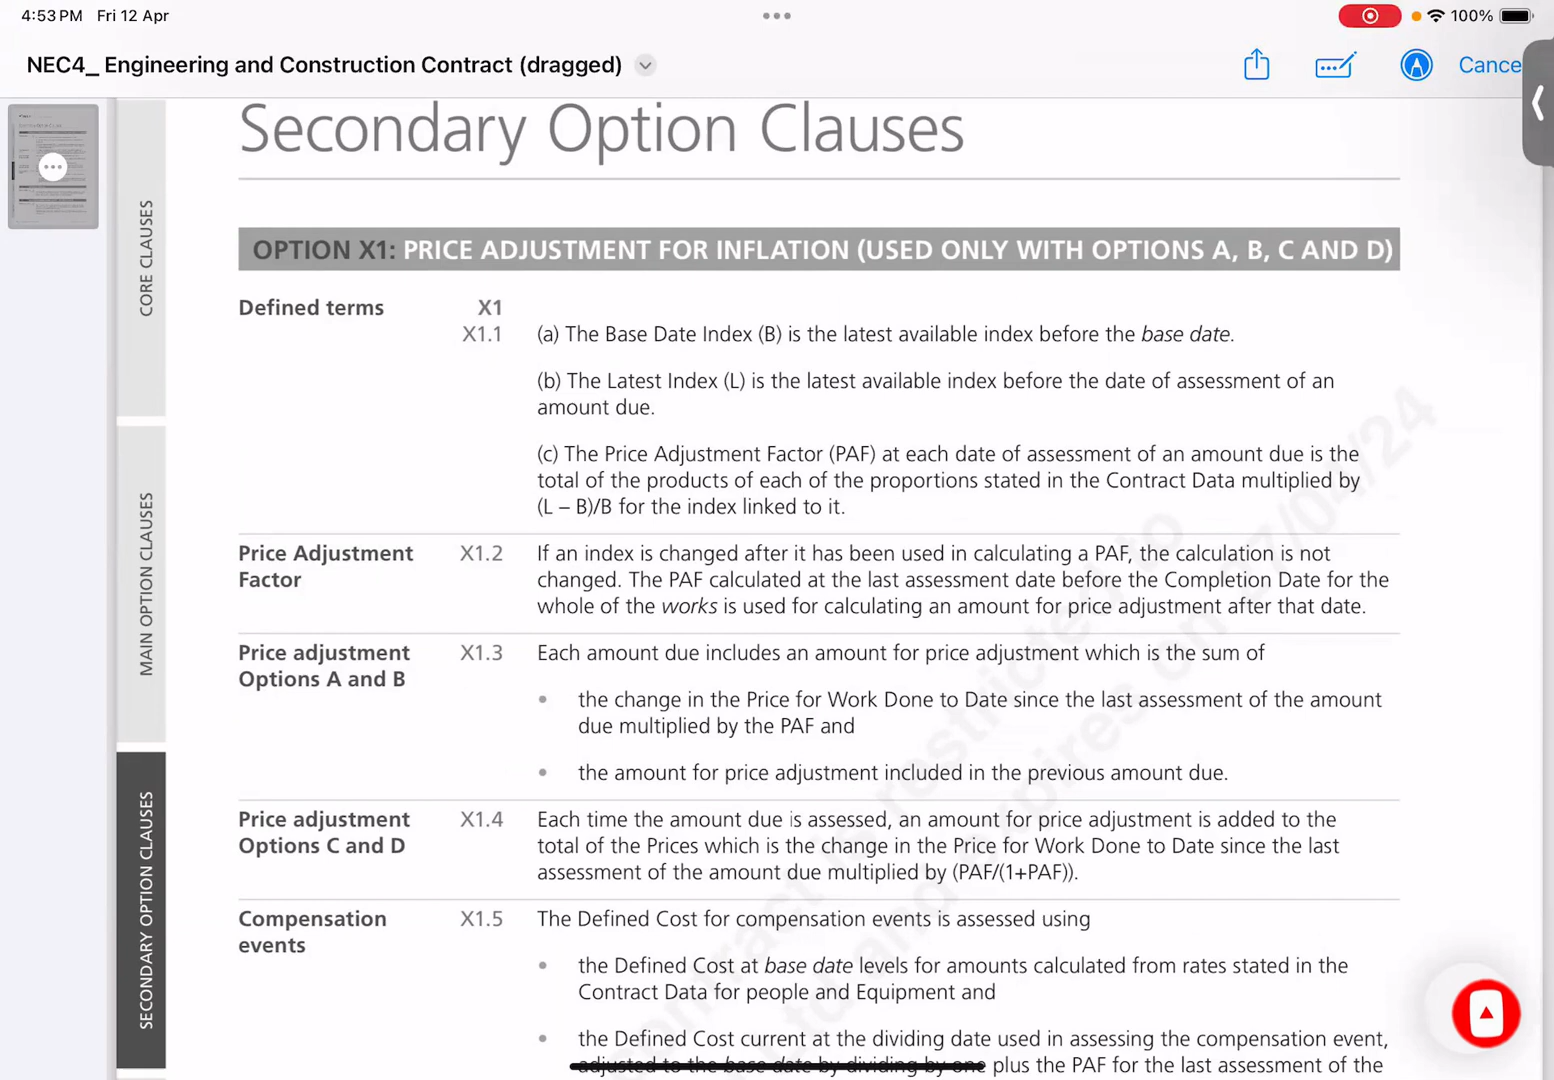 4:53 PM Fri 12 Apr
100%
NEC4_ Engineering and Construction Contract (dragged)
Cance
Secondary Option Clauses
CORE CLAUSES
MAIN OPTION CLAUSES
SECONDARY OPTION CLAUSES
OPTION X1: PRICE ADJUSTMENT FOR INFLATION (USED ONLY WITH OPTIONS A, B, C AND D)
Defined terms X1
X1.1 (a) The Base Date Index (B) is the latest available index before the base date.
(b) The Latest Index (L) is the latest available index before the date of assessment of an
amount due.
(c) The Price Adjustment Factor (PAF) at each date of assessment of an amount due is the
total of the products of each of the proportions stated in the Contract Data multiplied by
(L – B)/B for the index linked to it.
Price Adjustment X1.2 If an index is changed after it has been used in calculating a PAF, the calculation is not
Factor changed. The PAF calculated at the last assessment date before the Completion Date for the
whole of the works is used for calculating an amount for price adjustment after that date.
Price adjustment X1.3 Each amount due includes an amount for price adjustment which is the sum of
Options A and B
• the change in the Price for Work Done to Date since the last assessment of the amount
due multiplied by the PAF and
• the amount for price adjustment included in the previous amount due.
Price adjustment X1.4 Each time the amount due is assessed, an amount for price adjustment is added to the
Options C and D total of the Prices which is the change in the Price for Work Done to Date since the last
assessment of the amount due multiplied by (PAF/(1+PAF)).
Compensation X1.5 The Defined Cost for compensation events is assessed using
events
• the Defined Cost at base date levels for amounts calculated from rates stated in the
Contract Data for people and Equipment and
• the Defined Cost current at the dividing date used in assessing the compensation event,
adjusted to the base date by dividing by one plus the PAF for the last assessment of the